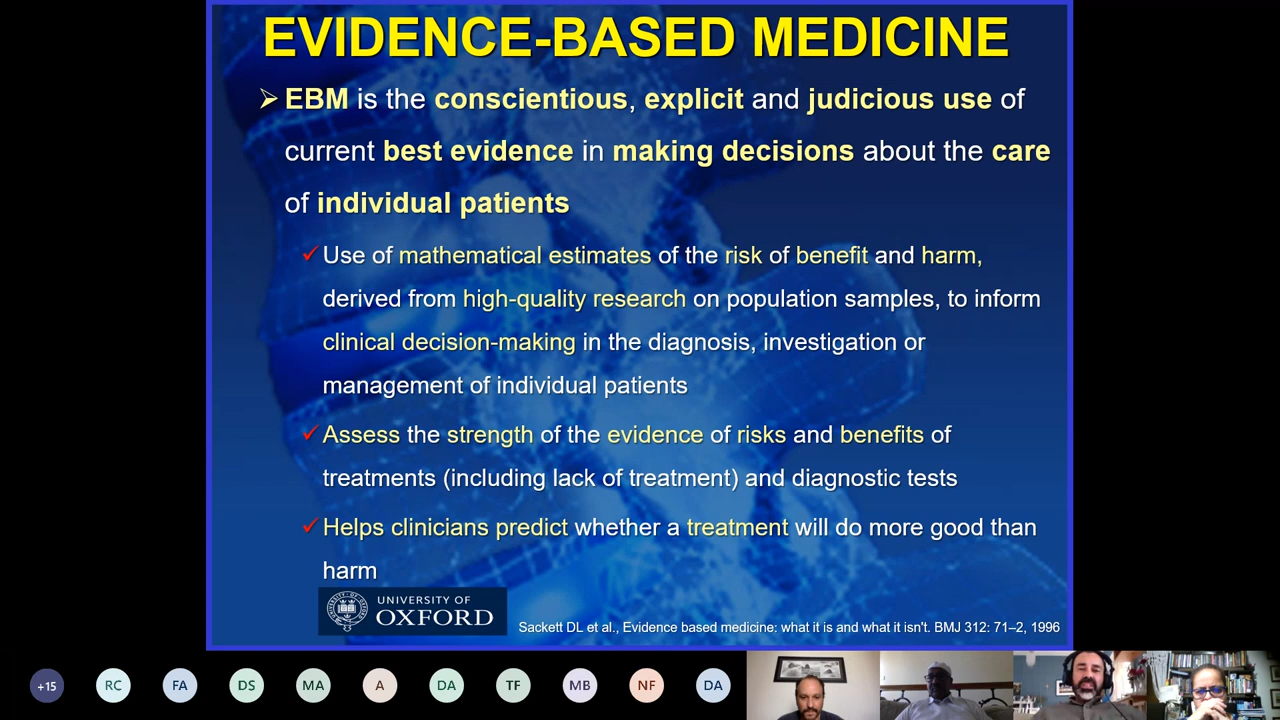 EVIDENCE-BASED MEDICINE
EBM is the conscientious, explicit and judicious use of
current best evidence in making decisions about the care
of individual patients
Use of mathematical estimates of the risk of benefit and harm,
derived from high-quality research on population samples, to inform
clinical decision-making in the diagnosis, investigation or
management of individual patients
Assess the strength of the evidence of risks and benefits of
treatments (including lack of treatment) and diagnostic tests
Helps clinicians predict whether a treatment will do more good than
harm
UNIVERSITY OF
OXFORD
Sackett DL et al., Evidence based medicine: what it is and what it isn't. BMJ 312: 71–2, 1996
+15 RC FA DS MA A DA TF MB NF DA